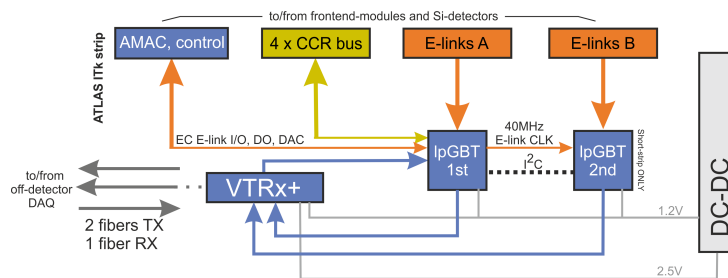 to/from frontend-modules and Si-detectors
ATLAS ITk strip
AMAC, control
4 x CCR bus
E-links A
E-links B
EC E-link I/O, DO, DAC
40MHz
E-link CLK
lpGBT
1st
I2C
lpGBT
2nd
Short-strip ONLY
DC-DC
to/from
off-detector
DAQ
VTRx+
2 fibers TX
1 fiber RX
1.2V
2.5V